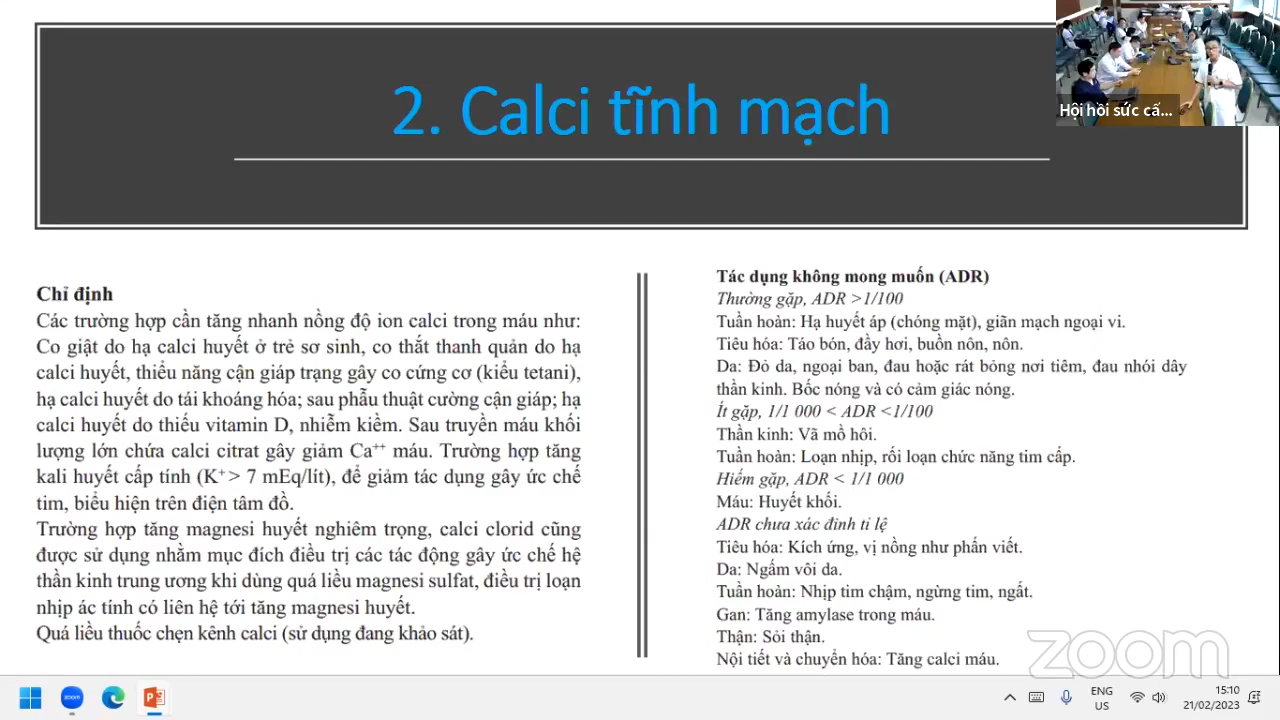 2. Calci tĩnh mạch
Hội hồi sức cấ...
Chỉ định
Các trường hợp cần tăng nhanh nồng độ ion calci trong máu như:
Co giật do hạ calci huyết ở trẻ sơ sinh, co thắt thanh quản do hạ
calci huyết, thiểu năng cận giáp trạng gây co cứng cơ (kiểu tetani),
hạ calci huyết do tái khoáng hóa; sau phẫu thuật cường cận giáp; hạ
calci huyết do thiếu vitamin D, nhiễm kiềm. Sau truyền máu khối
lượng lớn chứa calci citrat gây giảm Ca⁺⁺ máu. Trường hợp tăng
kali huyết cấp tính (K⁺ > 7 mEq/lít), để giảm tác dụng gây ức chế
tim, biểu hiện trên điện tâm đồ.
Trường hợp tăng magnesi huyết nghiêm trọng, calci clorid cũng
được sử dụng nhằm mục đích điều trị các tác động gây ức chế hệ
thần kinh trung ương khi dùng quá liều magnesi sulfat, điều trị loạn
nhịp ác tính có liên hệ tới tăng magnesi huyết.
Quá liều thuốc chẹn kênh calci (sử dụng đang khảo sát).
Tác dụng không mong muốn (ADR)
Thường gặp, ADR >1/100
Tuần hoàn: Hạ huyết áp (chóng mặt), giãn mạch ngoại vi.
Tiêu hóa: Táo bón, đầy hơi, buồn nôn, nôn.
Da: Đỏ da, ngoại ban, đau hoặc rát bỏng nơi tiêm, đau nhói dây
thần kinh. Bốc nóng và có cảm giác nóng.
Ít gặp, 1/1 000 < ADR <1/100
Thần kinh: Vã mồ hôi.
Tuần hoàn: Loạn nhịp, rối loạn chức năng tim cấp.
Hiếm gặp, ADR < 1/1 000
Máu: Huyết khối.
ADR chưa xác đinh tỉ lệ
Tiêu hóa: Kích ứng, vị nồng như phấn viết.
Da: Ngấm vôi da.
Tuần hoàn: Nhịp tim chậm, ngừng tim, ngất.
Gan: Tăng amylase trong máu.
Thận: Sỏi thận.
Nội tiết và chuyển hóa: Tăng calci máu.
zoom
zoom
ENG
US
15:10
21/02/2023